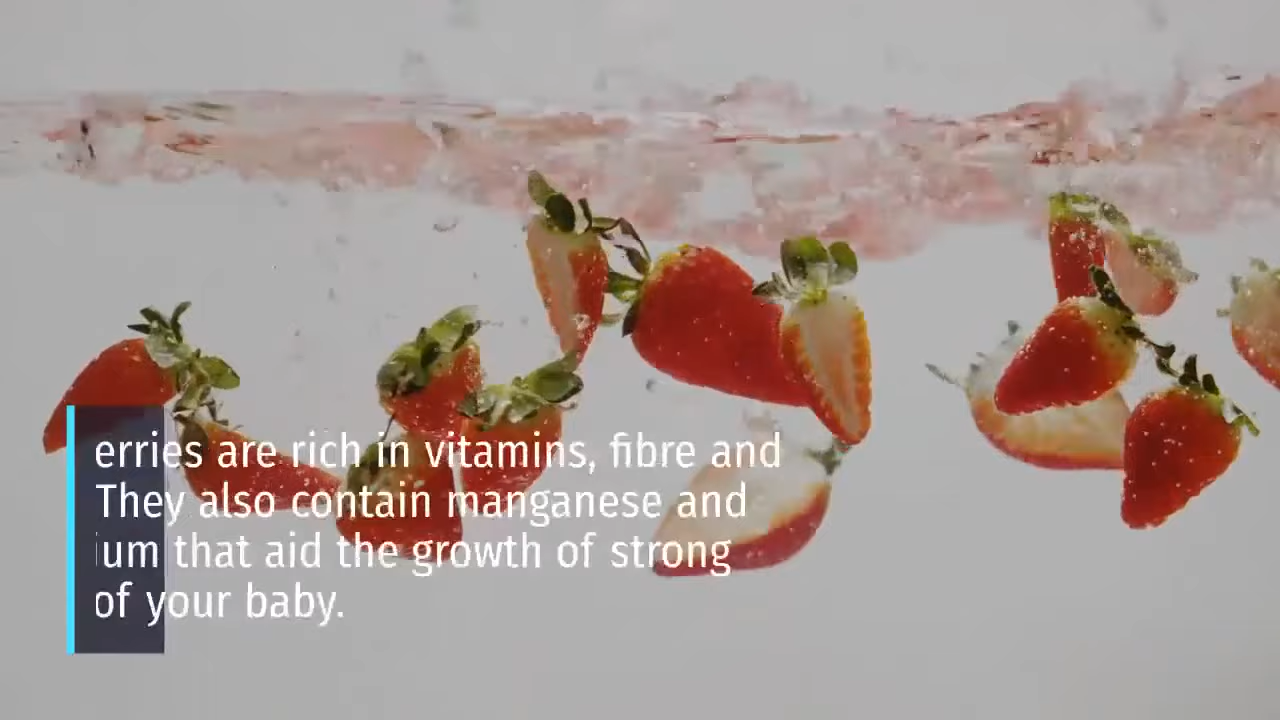 erries are rich in vitamins, fibre and
They also contain manganese and
ium that aid the growth of strong
of your baby.